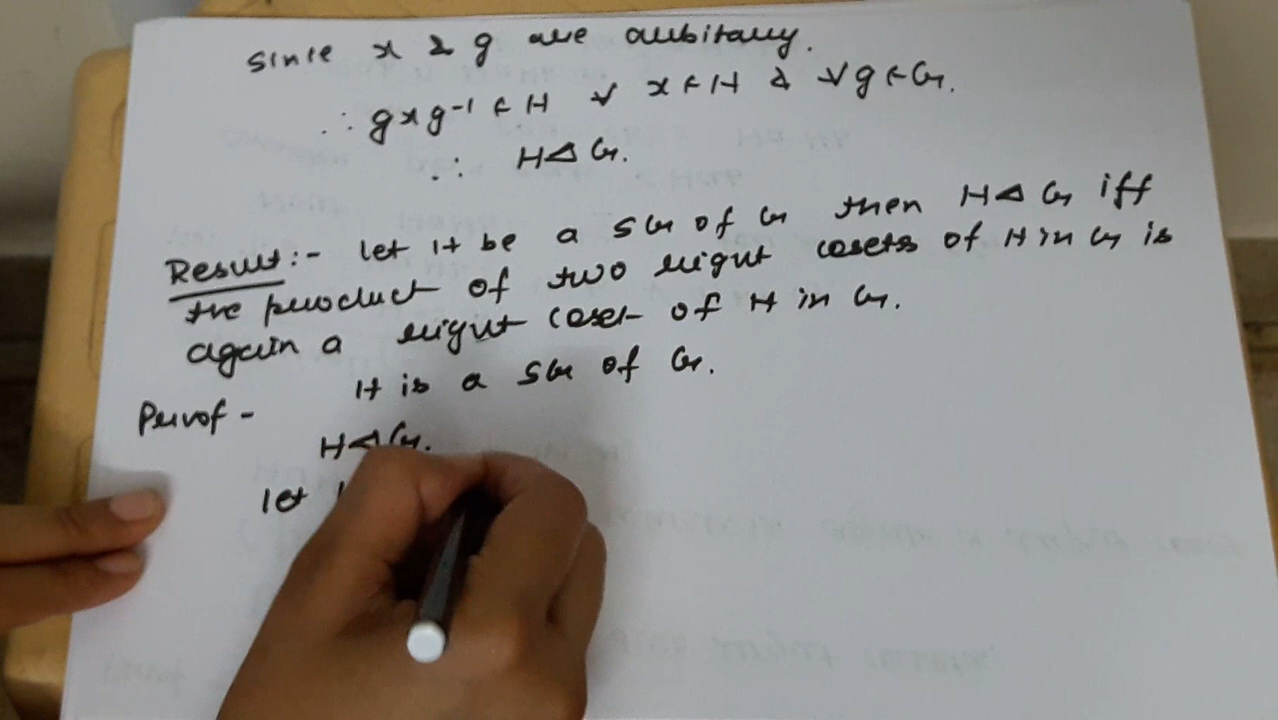 since x & g are arbitary.
∴ gxg⁻¹ ∈ H ∀ x ∈ H & ∀ g ∈ G.
∴ H ⊲ G.
Result:- let H be a SG of G then H ⊲ G iff
the product of two right cosets of H in G is
again a right coset of H in G.
Proof - H is a SG of G.
H ⊲ G.
let